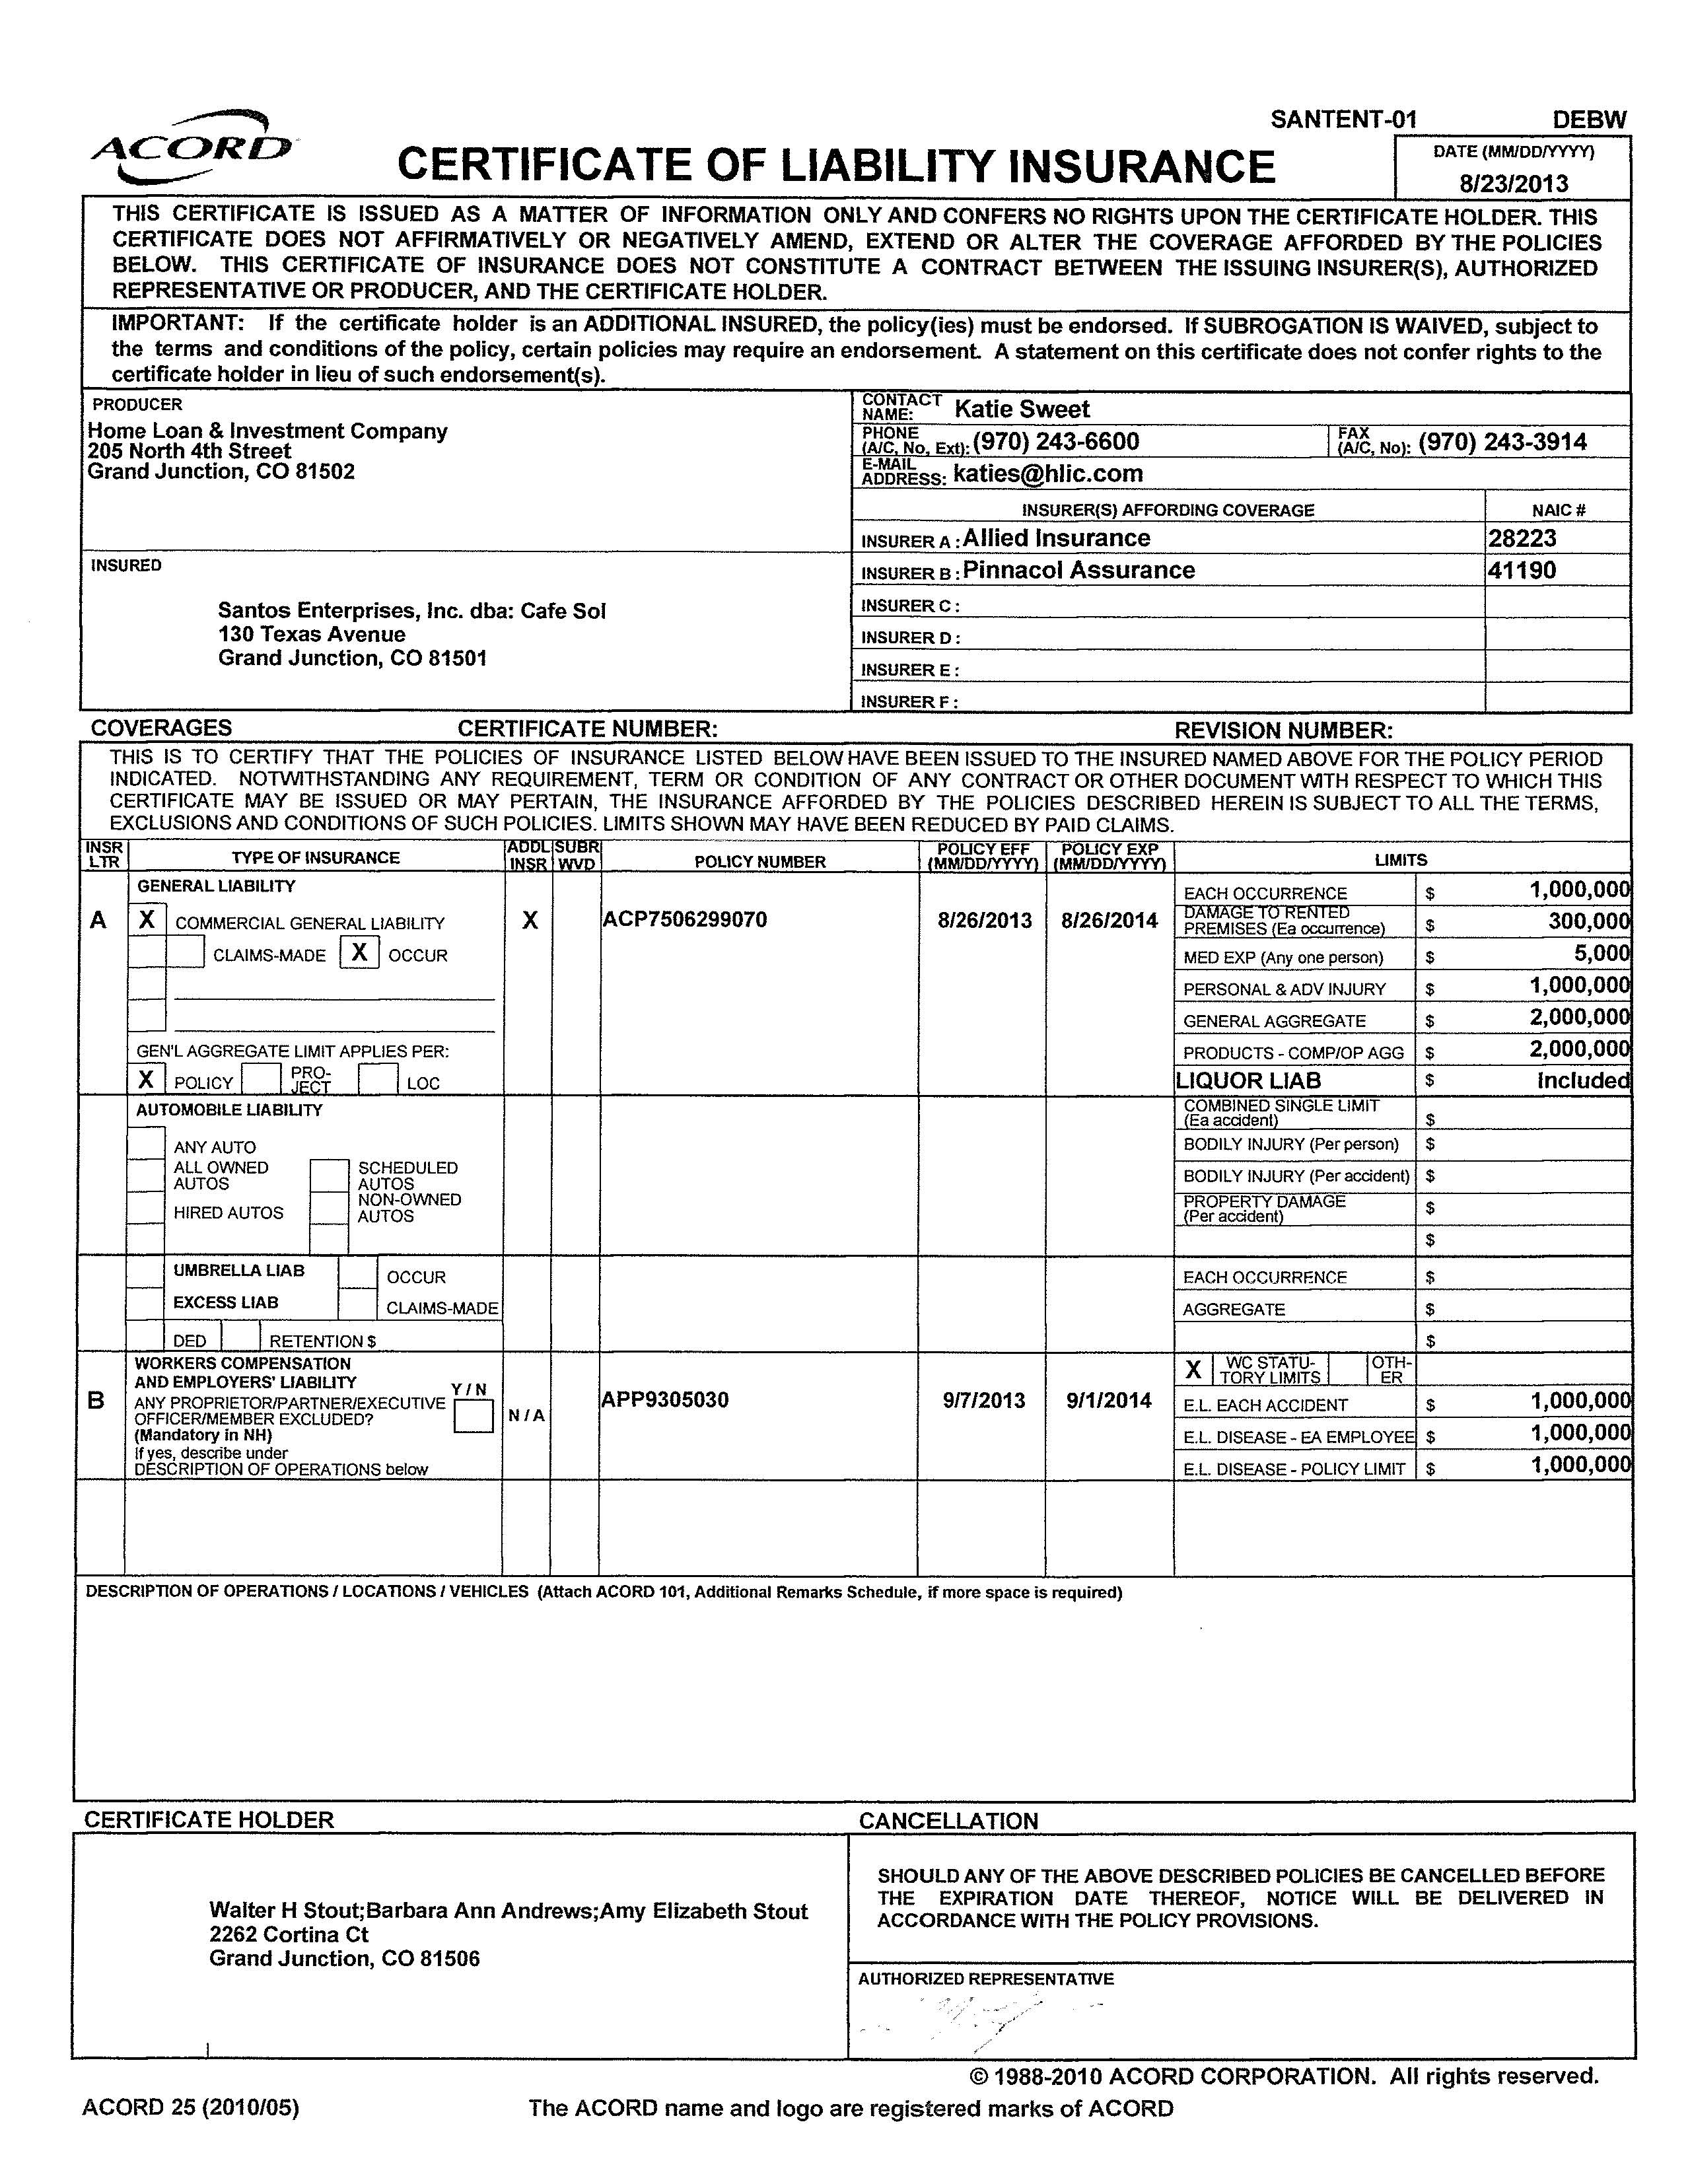 SANTENT-01 DEBW
ACORD
CERTIFICATE OF LIABILITY INSURANCE
DATE (MM/DD/YYYY)
8/23/2013
THIS CERTIFICATE IS ISSUED AS A MATTER OF INFORMATION ONLY AND CONFERS NO RIGHTS UPON THE CERTIFICATE HOLDER. THIS
CERTIFICATE DOES NOT AFFIRMATIVELY OR NEGATIVELY AMEND, EXTEND OR ALTER THE COVERAGE AFFORDED BY THE POLICIES
BELOW. THIS CERTIFICATE OF INSURANCE DOES NOT CONSTITUTE A CONTRACT BETWEEN THE ISSUING INSURER(S), AUTHORIZED
REPRESENTATIVE OR PRODUCER, AND THE CERTIFICATE HOLDER.
IMPORTANT: If the certificate holder is an ADDITIONAL INSURED, the policy(ies) must be endorsed. If SUBROGATION IS WAIVED, subject to
the terms and conditions of the policy, certain policies may require an endorsement. A statement on this certificate does not confer rights to the
certificate holder in lieu of such endorsement(s).
PRODUCER
Home Loan & Investment Company
205 North 4th Street
Grand Junction, CO 81502
CONTACT NAME: Katie Sweet
PHONE (A/C, No, Ext): (970) 243-6600 FAX (A/C, No): (970) 243-3914
E-MAIL ADDRESS: katies@hlic.com
INSURER(S) AFFORDING COVERAGE NAIC #
INSURER A : Allied Insurance 28223
INSURED
INSURER B : Pinnacol Assurance 41190
Santos Enterprises, Inc. dba: Cafe Sol
130 Texas Avenue
Grand Junction, CO 81501
INSURER C :
INSURER D :
INSURER E :
INSURER F :
COVERAGES CERTIFICATE NUMBER: REVISION NUMBER:
THIS IS TO CERTIFY THAT THE POLICIES OF INSURANCE LISTED BELOW HAVE BEEN ISSUED TO THE INSURED NAMED ABOVE FOR THE POLICY PERIOD
INDICATED. NOTWITHSTANDING ANY REQUIREMENT, TERM OR CONDITION OF ANY CONTRACT OR OTHER DOCUMENT WITH RESPECT TO WHICH THIS
CERTIFICATE MAY BE ISSUED OR MAY PERTAIN, THE INSURANCE AFFORDED BY THE POLICIES DESCRIBED HEREIN IS SUBJECT TO ALL THE TERMS,
EXCLUSIONS AND CONDITIONS OF SUCH POLICIES. LIMITS SHOWN MAY HAVE BEEN REDUCED BY PAID CLAIMS.
INSR LTR TYPE OF INSURANCE ADDL INSR SUBR WVD POLICY NUMBER POLICY EFF (MM/DD/YYYY) POLICY EXP (MM/DD/YYYY) LIMITS
GENERAL LIABILITY EACH OCCURRENCE $ 1,000,000
A X COMMERCIAL GENERAL LIABILITY X ACP7506299070 8/26/2013 8/26/2014 DAMAGE TO RENTED PREMISES (Ea occurrence) $ 300,000
CLAIMS-MADE X OCCUR MED EXP (Any one person) $ 5,000
PERSONAL & ADV INJURY $ 1,000,000
GENERAL AGGREGATE $ 2,000,000
GEN'L AGGREGATE LIMIT APPLIES PER: PRODUCTS - COMP/OP AGG $ 2,000,000
X POLICY PRO-JECT LOC LIQUOR LIAB $ Included
AUTOMOBILE LIABILITY COMBINED SINGLE LIMIT (Ea accident) $
ANY AUTO BODILY INJURY (Per person) $
ALL OWNED AUTOS SCHEDULED AUTOS BODILY INJURY (Per accident) $
HIRED AUTOS NON-OWNED AUTOS PROPERTY DAMAGE (Per accident) $
$
UMBRELLA LIAB OCCUR EACH OCCURRENCE $
EXCESS LIAB CLAIMS-MADE AGGREGATE $
DED RETENTION $ $
WORKERS COMPENSATION X WC STATU-TORY LIMITS OTH-ER
AND EMPLOYERS' LIABILITY Y / N
B ANY PROPRIETOR/PARTNER/EXECUTIVE N / A APP9305030 9/7/2013 9/1/2014 E.L. EACH ACCIDENT $ 1,000,000
OFFICER/MEMBER EXCLUDED?
(Mandatory in NH) E.L. DISEASE - EA EMPLOYEE $ 1,000,000
If yes, describe under
DESCRIPTION OF OPERATIONS below E.L. DISEASE - POLICY LIMIT $ 1,000,000
DESCRIPTION OF OPERATIONS / LOCATIONS / VEHICLES (Attach ACORD 101, Additional Remarks Schedule, if more space is required)
CERTIFICATE HOLDER
Walter H Stout;Barbara Ann Andrews;Amy Elizabeth Stout
2262 Cortina Ct
Grand Junction, CO 81506
CANCELLATION
SHOULD ANY OF THE ABOVE DESCRIBED POLICIES BE CANCELLED BEFORE
THE EXPIRATION DATE THEREOF, NOTICE WILL BE DELIVERED IN
ACCORDANCE WITH THE POLICY PROVISIONS.
AUTHORIZED REPRESENTATIVE
© 1988-2010 ACORD CORPORATION. All rights reserved.
ACORD 25 (2010/05) The ACORD name and logo are registered marks of ACORD